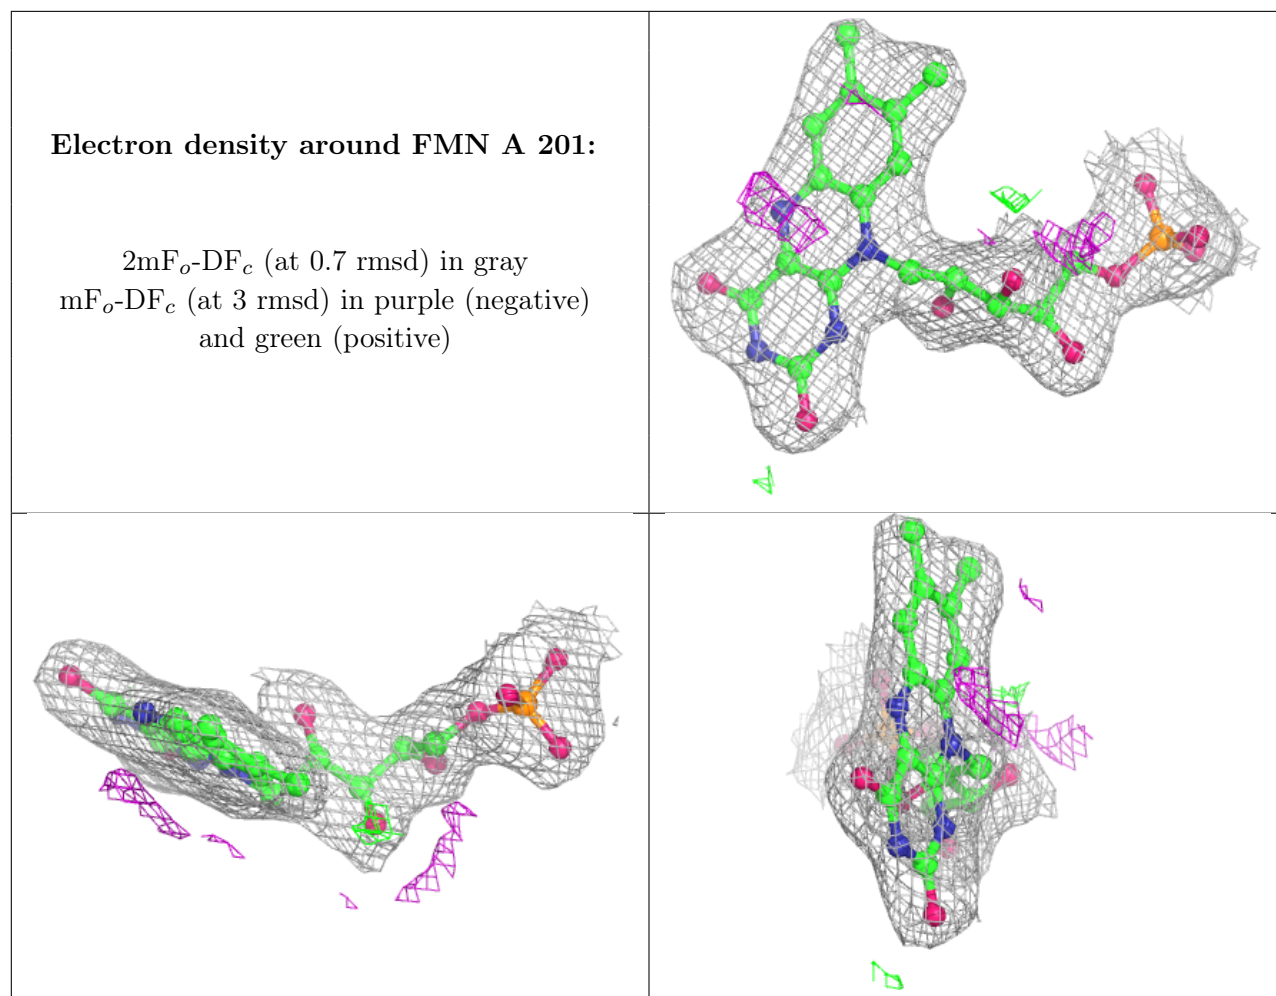 Electron density around FMN A 201:
2mFo-DFc (at 0.7 rmsd) in gray
mFo-DFc (at 3 rmsd) in purple (negative)
and green (positive)